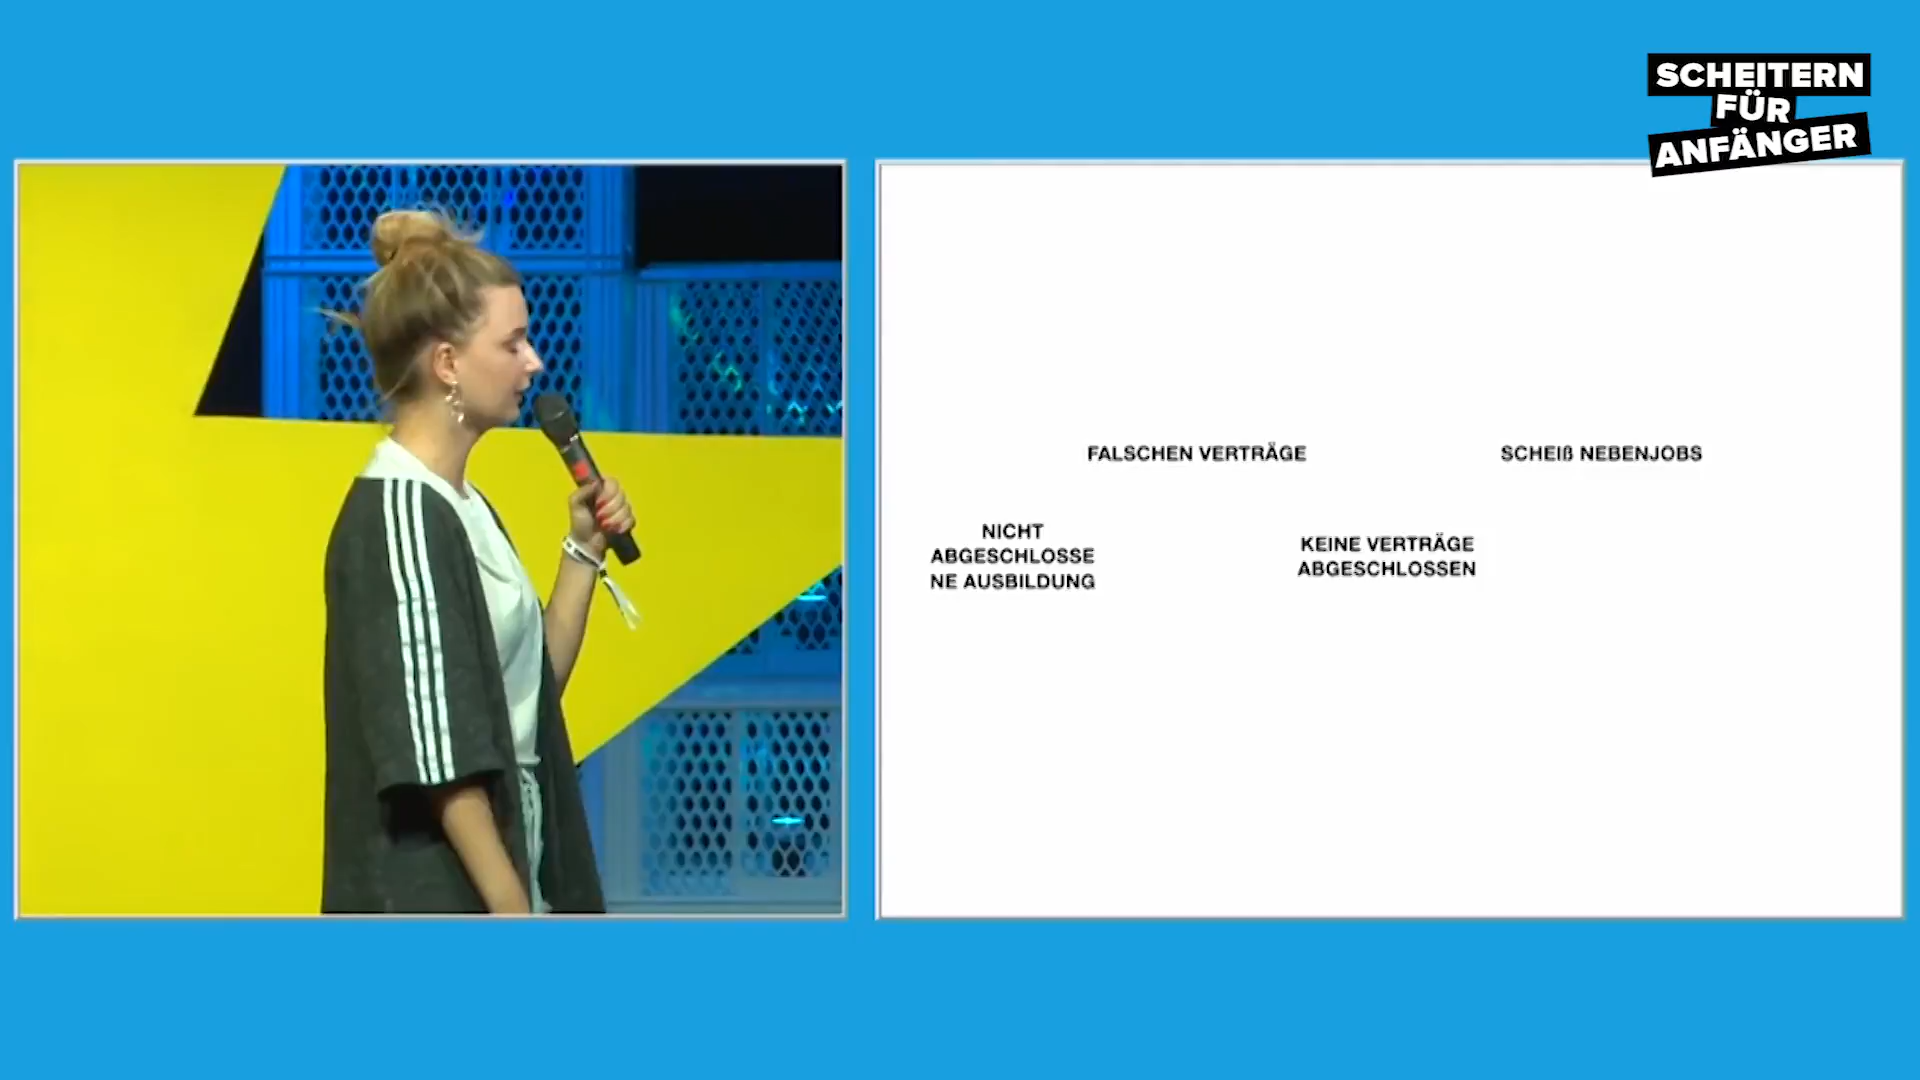 SCHEITERN
FÜR
ANFÄNGER
FALSCHEN VERTRÄGE
SCHEIß NEBENJOBS
NICHT
ABGESCHLOSSE
NE AUSBILDUNG
KEINE VERTRÄGE
ABGESCHLOSSEN